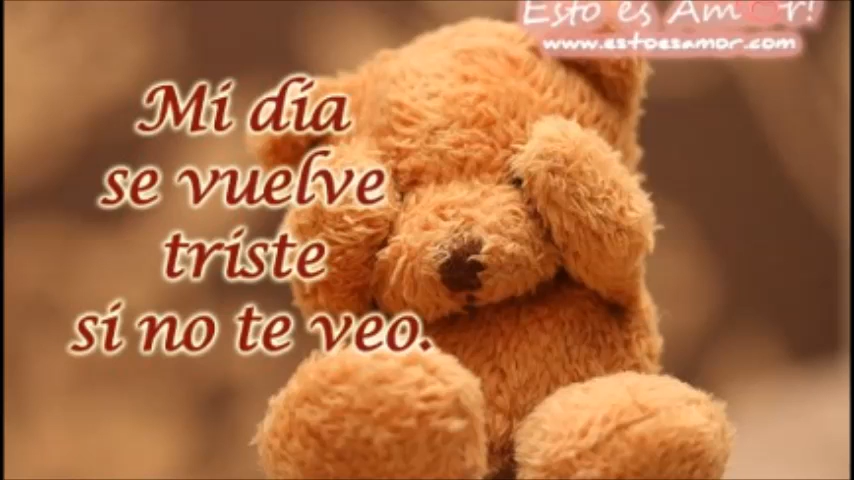 Esto es Amor!
www.estoesamor.com
Mi día
se vuelve
triste
si no te veo.